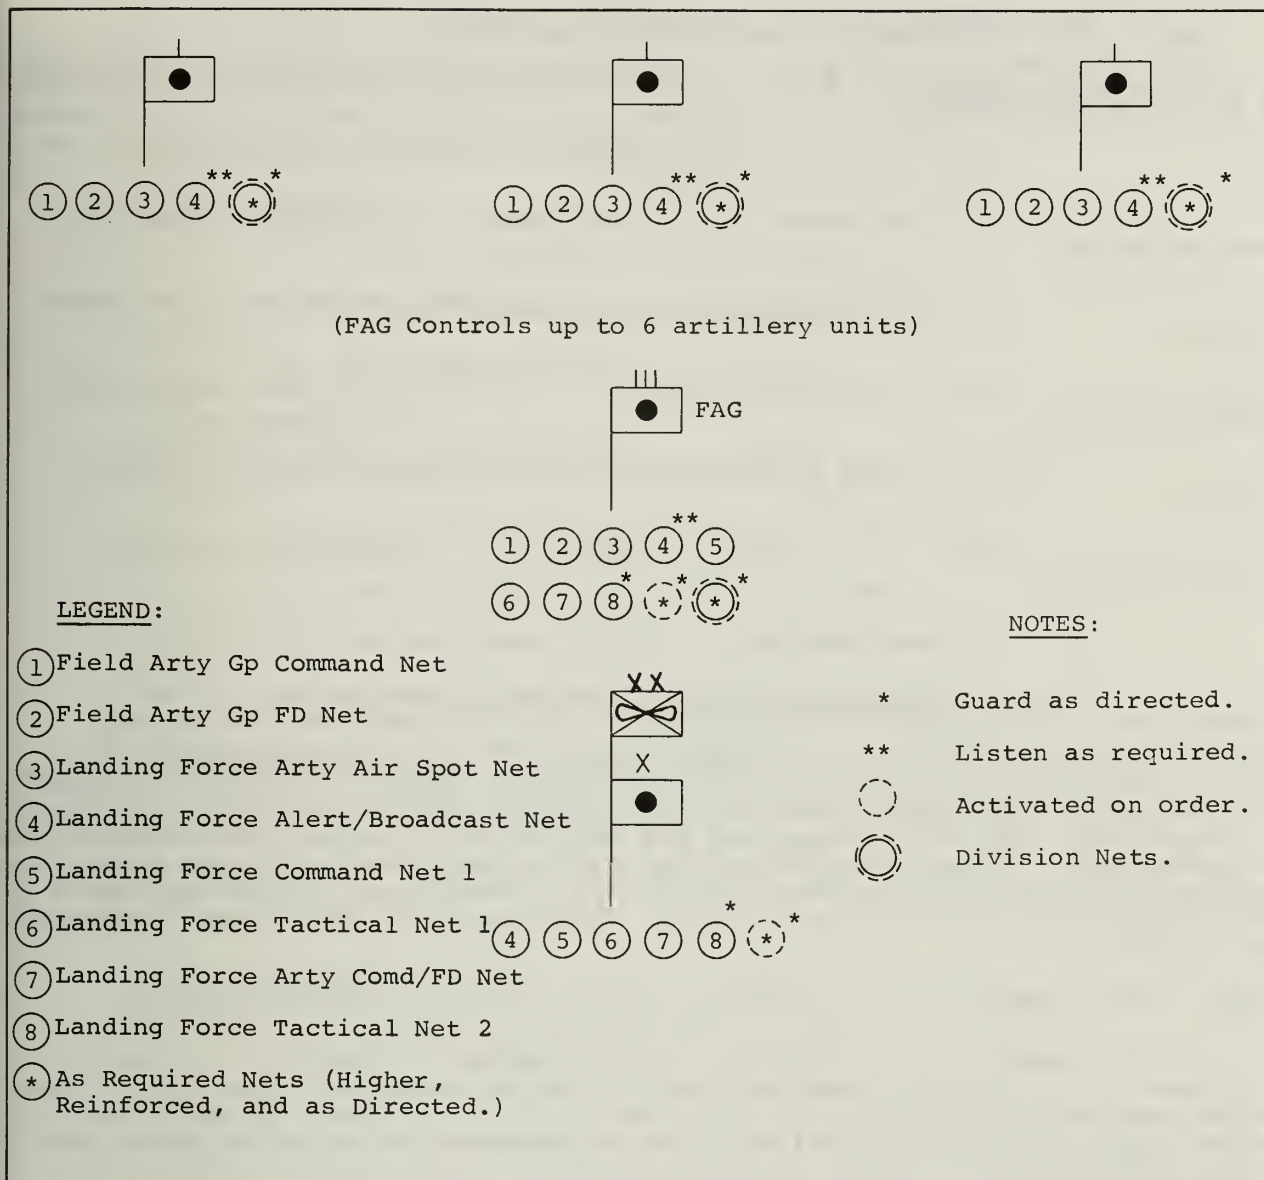 ** *
1 2 3 4 *
** *
1 2 3 4 *
** *
1 2 3 4 *
(FAG Controls up to 6 artillery units)
FAG
**
1 2 3 4 5
* * *
6 7 8 * *
LEGEND:
1 Field Arty Gp Command Net
2 Field Arty Gp FD Net
3 Landing Force Arty Air Spot Net
4 Landing Force Alert/Broadcast Net
5 Landing Force Command Net 1
6 Landing Force Tactical Net 1
7 Landing Force Arty Comd/FD Net
8 Landing Force Tactical Net 2
* As Required Nets (Higher,
Reinforced, and as Directed.)
X X
X
* *
4 5 6 7 8 *
NOTES:
* Guard as directed.
** Listen as required.
Activated on order.
Division Nets.